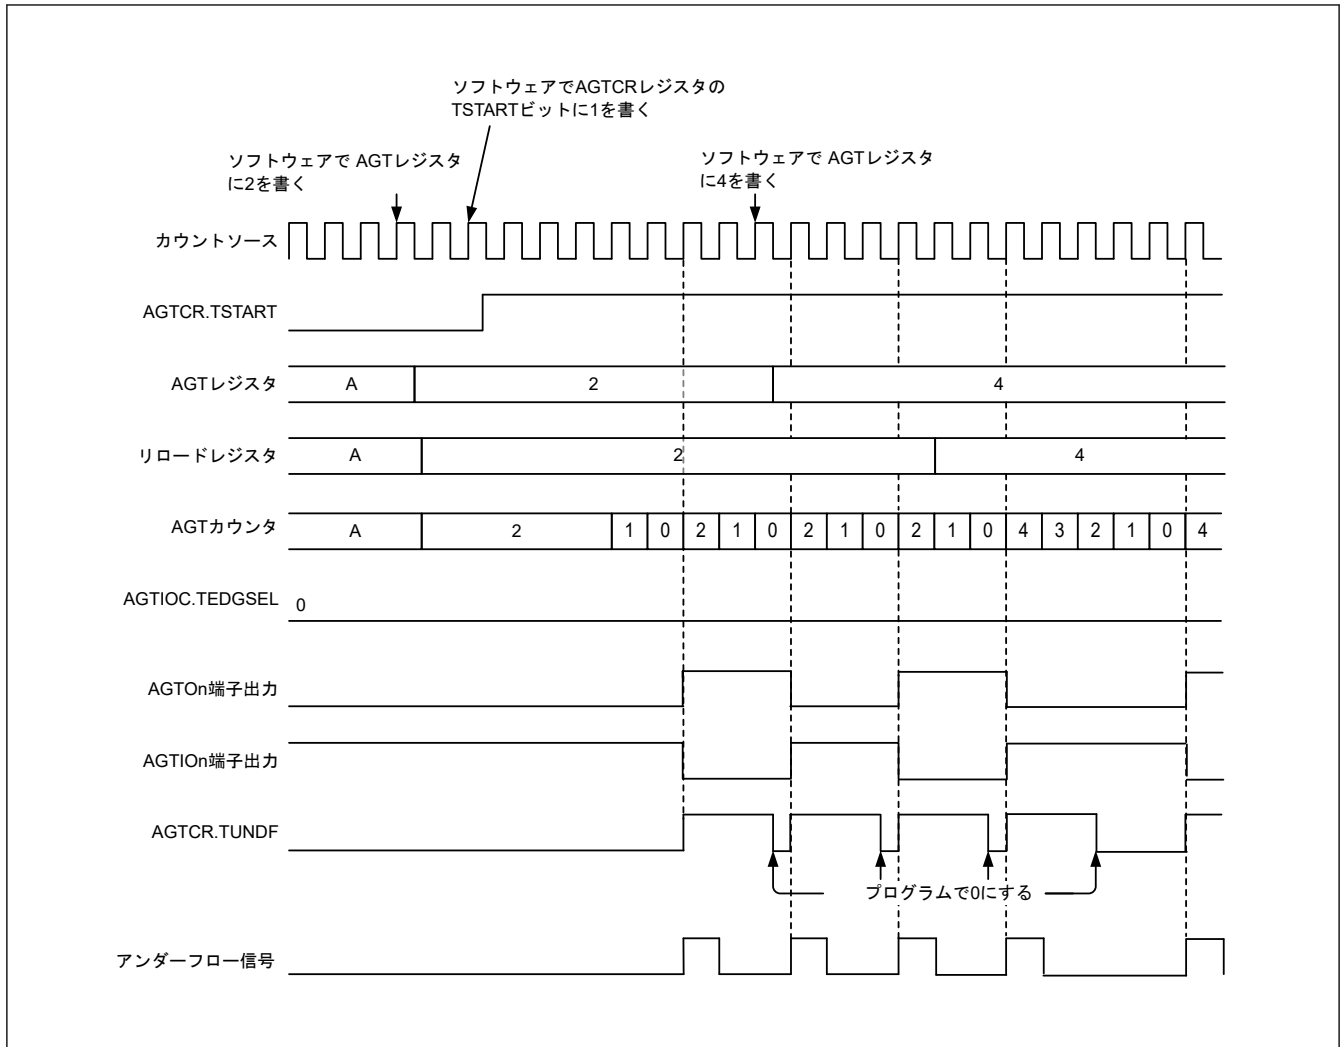 ソフトウェアでAGTCRレジスタの
TSTARTビットに1を書く
ソフトウェアで AGTレジスタ
に2を書く
ソフトウェアで AGTレジスタ
に4を書く
カウントソース
AGTCR.TSTART
AGTレジスタ A 2 4
リロードレジスタ A 2 4
AGTカウンタ A 2 1 0 2 1 0 2 1 0 2 1 0 4 3 2 1 0 4
AGTIOC.TEDGSEL 0
AGTOn端子出力
AGTIOn端子出力
AGTCR.TUNDF
プログラムで0にする
アンダーフロー信号